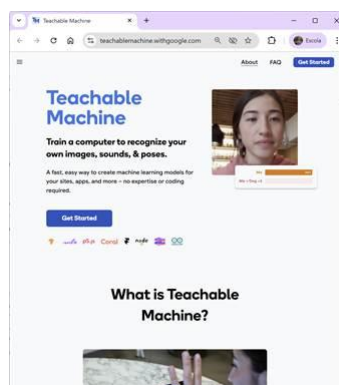 Teachable Machine
teachablemachine.withgoogle.com
Escola
About
FAQ
Get Started
Teachable
Machine
Train a computer to recognize your
own images, sounds, & poses.
A fast, easy way to create machine learning models for
your sites, apps, and more – no expertise or coding
required.
Get Started
Coral
node
What is Teachable
Machine?